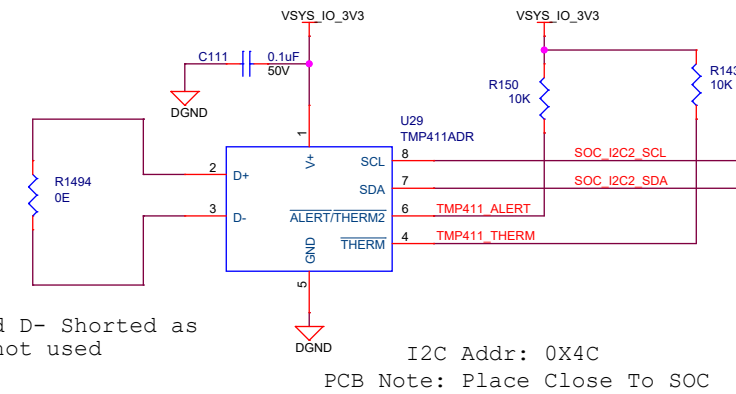 VSYS_IO_3V3
VSYS_IO_3V3
C111
0.1uF
50V
DGND
R150
10K
10K
U29
TMP411ADR
1
V+
2
D+
SCL
8
SOC_I2C2_SCL
R1494
0E
SDA
7
SOC_I2C2_SDA
3
D-
ALERT/THERM2
6
TMP411_ALERT
GND
THERM
4
TMP411_THERM
5
DGND
D- Shorted as
not used
I2C Addr: 0X4C
PCB Note: Place Close To SOC